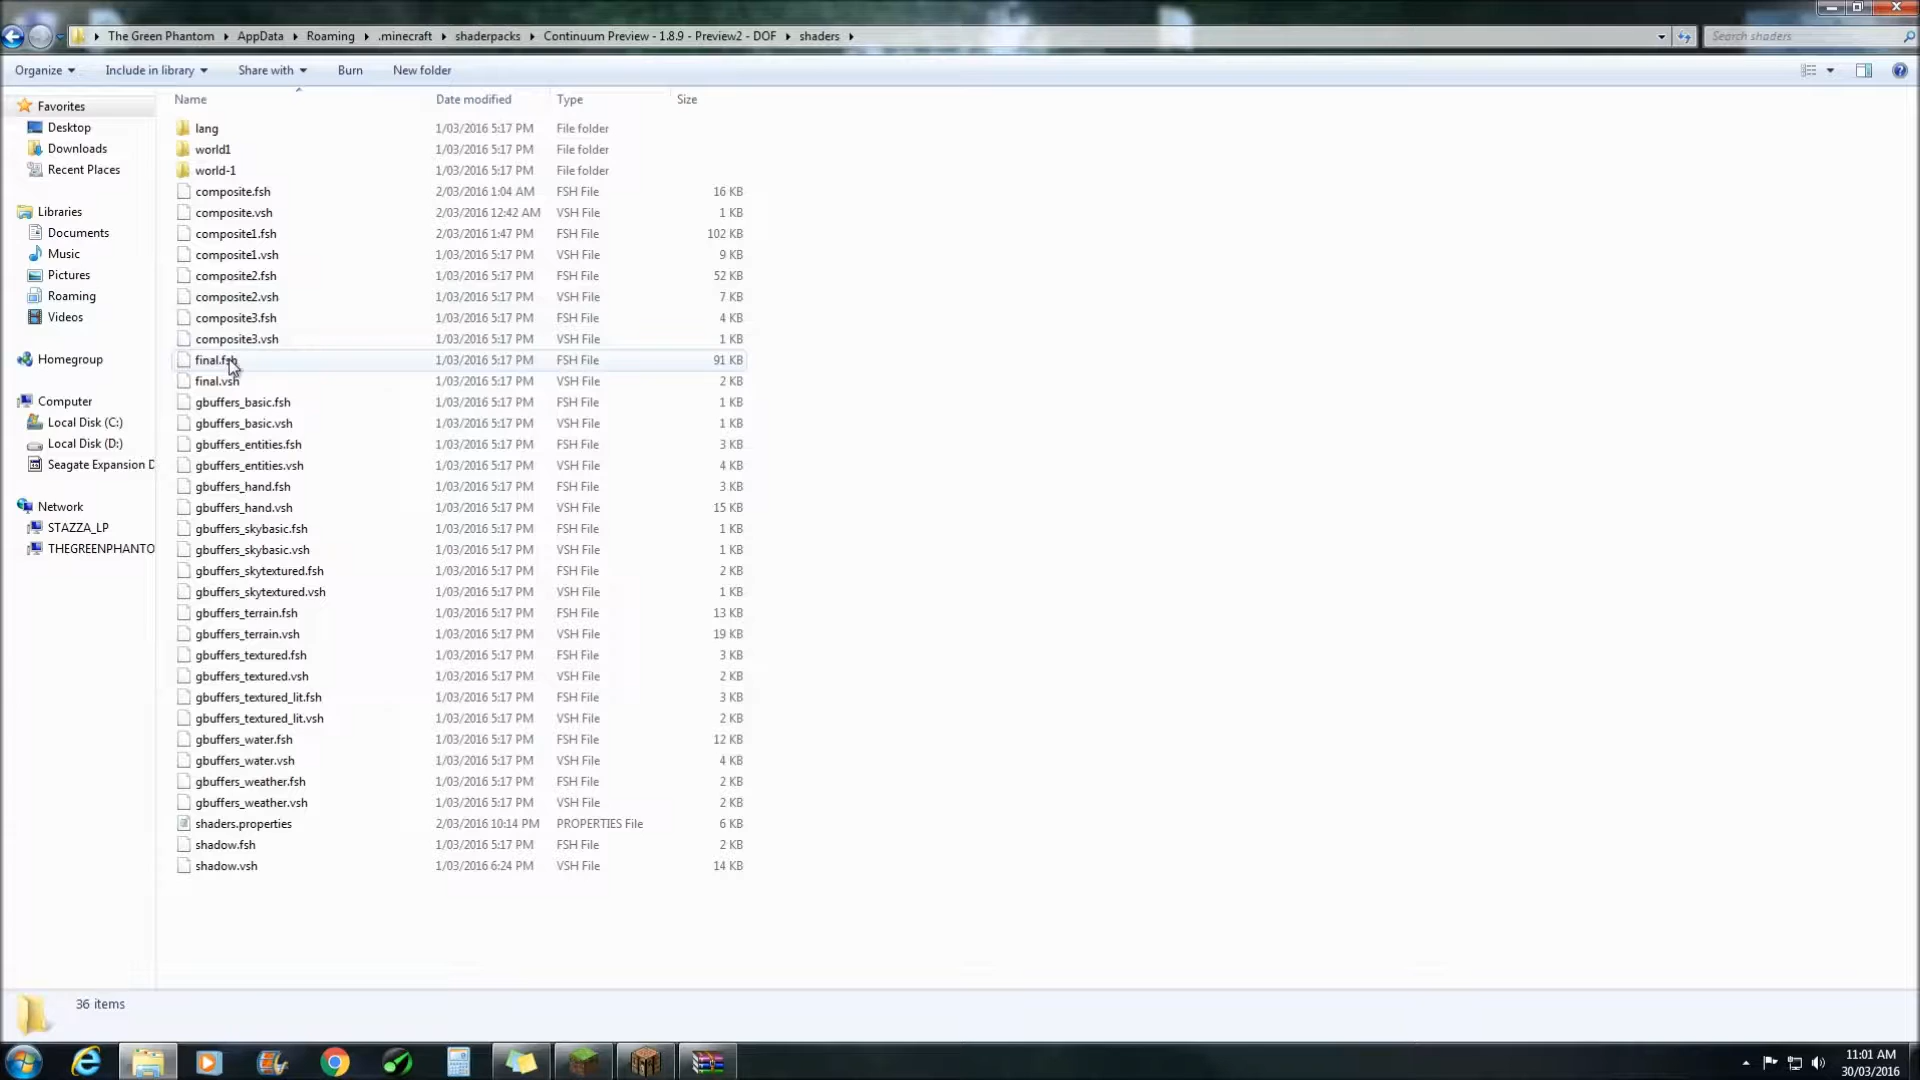 The Green Phantom AppData Roaming .minecraft shaderpacks Continuum Preview - 1.8.9 - Preview2 - DOF shaders Search shaders
Organize Include in library Share with Burn New folder
Name Date modified Type Size
Favorites
Desktop
Downloads
Recent Places
Libraries
Documents
Music
Pictures
Roaming
Videos
Homegroup
Computer
Local Disk (C:)
Local Disk (D:)
Seagate Expansion D
Network
STAZZA_LP
THEGREENPHANTO
lang 1/03/2016 5:17 PM File folder
world1 1/03/2016 5:17 PM File folder
world-1 1/03/2016 5:17 PM File folder
composite.fsh 2/03/2016 1:04 AM FSH File 16 KB
composite.vsh 2/03/2016 12:42 AM VSH File 1 KB
composite1.fsh 2/03/2016 1:47 PM FSH File 102 KB
composite1.vsh 1/03/2016 5:17 PM VSH File 9 KB
composite2.fsh 1/03/2016 5:17 PM FSH File 52 KB
composite2.vsh 1/03/2016 5:17 PM VSH File 7 KB
composite3.fsh 1/03/2016 5:17 PM FSH File 4 KB
composite3.vsh 1/03/2016 5:17 PM VSH File 1 KB
final.fsh 1/03/2016 5:17 PM FSH File 91 KB
final.vsh 1/03/2016 5:17 PM VSH File 2 KB
gbuffers_basic.fsh 1/03/2016 5:17 PM FSH File 1 KB
gbuffers_basic.vsh 1/03/2016 5:17 PM VSH File 1 KB
gbuffers_entities.fsh 1/03/2016 5:17 PM FSH File 3 KB
gbuffers_entities.vsh 1/03/2016 5:17 PM VSH File 4 KB
gbuffers_hand.fsh 1/03/2016 5:17 PM FSH File 3 KB
gbuffers_hand.vsh 1/03/2016 5:17 PM VSH File 15 KB
gbuffers_skybasic.fsh 1/03/2016 5:17 PM FSH File 1 KB
gbuffers_skybasic.vsh 1/03/2016 5:17 PM VSH File 1 KB
gbuffers_skytextured.fsh 1/03/2016 5:17 PM FSH File 2 KB
gbuffers_skytextured.vsh 1/03/2016 5:17 PM VSH File 1 KB
gbuffers_terrain.fsh 1/03/2016 5:17 PM FSH File 13 KB
gbuffers_terrain.vsh 1/03/2016 5:17 PM VSH File 19 KB
gbuffers_textured.fsh 1/03/2016 5:17 PM FSH File 3 KB
gbuffers_textured.vsh 1/03/2016 5:17 PM VSH File 2 KB
gbuffers_textured_lit.fsh 1/03/2016 5:17 PM FSH File 3 KB
gbuffers_textured_lit.vsh 1/03/2016 5:17 PM VSH File 2 KB
gbuffers_water.fsh 1/03/2016 5:17 PM FSH File 12 KB
gbuffers_water.vsh 1/03/2016 5:17 PM VSH File 4 KB
gbuffers_weather.fsh 1/03/2016 5:17 PM FSH File 2 KB
gbuffers_weather.vsh 1/03/2016 5:17 PM VSH File 2 KB
shaders.properties 2/03/2016 10:14 PM PROPERTIES File 6 KB
shadow.fsh 1/03/2016 5:17 PM FSH File 2 KB
shadow.vsh 1/03/2016 6:24 PM VSH File 14 KB
36 items
11:01 AM
30/03/2016